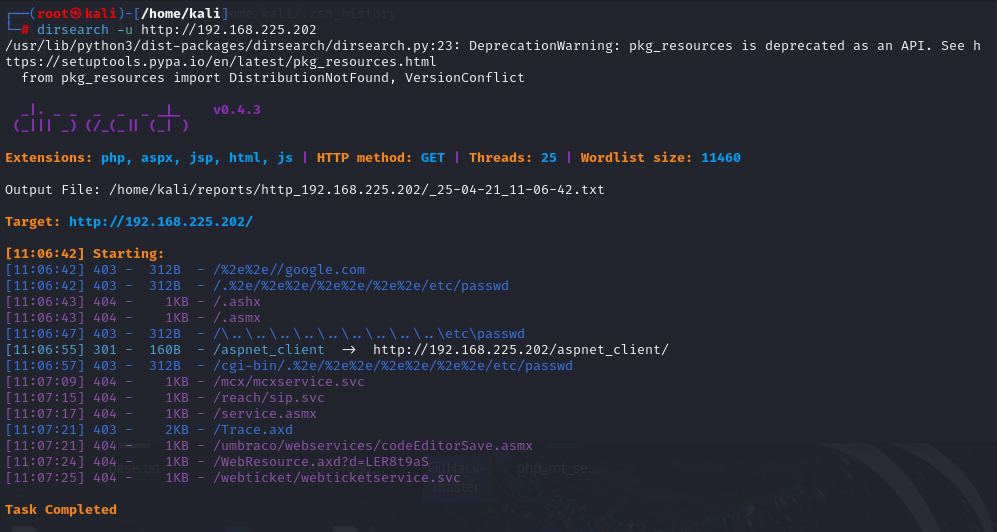 ┌──(root㉿kali)-[/home/kali]
└─# dirsearch -u http://192.168.225.202
/usr/lib/python3/dist-packages/dirsearch/dirsearch.py:23: DeprecationWarning: pkg_resources is deprecated as an API. See h
ttps://setuptools.pypa.io/en/latest/pkg_resources.html
  from pkg_resources import DistributionNotFound, VersionConflict
v0.4.3
Extensions: php, aspx, jsp, html, js | HTTP method: GET | Threads: 25 | Wordlist size: 11460
Output File: /home/kali/reports/http_192.168.225.202/_25-04-21_11-06-42.txt
Target: http://192.168.225.202/
[11:06:42] Starting:
[11:06:42] 403 -  312B  - /%2e%2e//google.com
[11:06:42] 403 -  312B  - /.%2e/%2e%2e/%2e%2e/%2e%2e/etc/passwd
[11:06:43] 404 -    1KB - /.ashx
[11:06:43] 404 -    1KB - /.asmx
[11:06:47] 403 -  312B  - /\..\..\..\..\..\..\..\..\..\etc\passwd
[11:06:55] 301 -  160B  - /aspnet_client  ->  http://192.168.225.202/aspnet_client/
[11:06:57] 403 -  312B  - /cgi-bin/.%2e/%2e%2e/%2e%2e/%2e%2e/etc/passwd
[11:07:09] 404 -    1KB - /mcx/mcxservice.svc
[11:07:15] 404 -    1KB - /reach/sip.svc
[11:07:17] 404 -    1KB - /service.asmx
[11:07:21] 403 -    2KB - /Trace.axd
[11:07:21] 404 -    1KB - /umbraco/webservices/codeEditorSave.asmx
[11:07:24] 404 -    1KB - /WebResource.axd?d=LER8t9aS
[11:07:25] 404 -    1KB - /webticket/webticketservice.svc
Task Completed